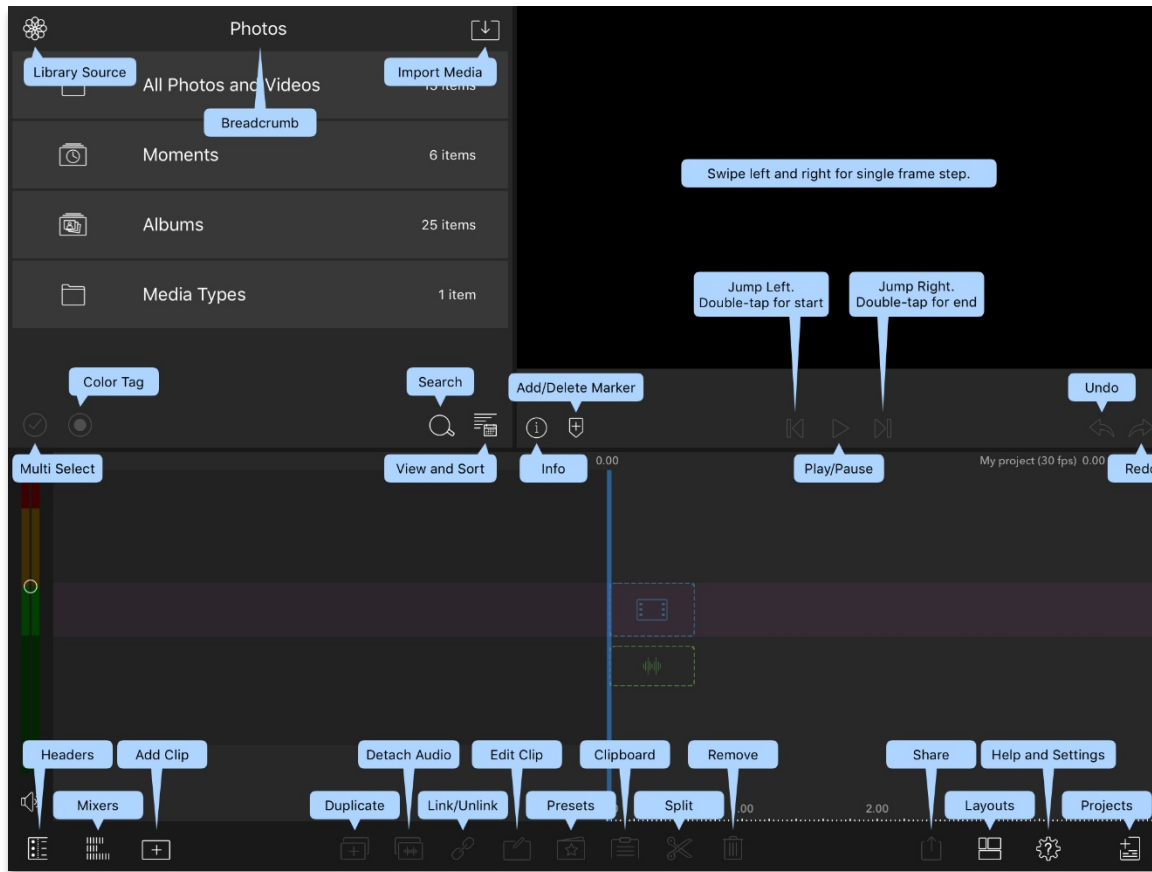 Photos
Library Source
Import Media
All Photos and Videos
items
Breadcrumb
Moments
6 items
Swipe left and right for single frame step.
Albums
25 items
Media Types
1 item
Jump Left.
Double-tap for start
Jump Right.
Double-tap for end
Color Tag
Search
Add/Delete Marker
Undo
Multi Select
View and Sort
Info
0.00
Play/Pause
My project (30 fps) 0.00
Headers
Add Clip
Detach Audio
Edit Clip
Clipboard
Remove
Share
Help and Settings
Mixers
Duplicate
Link/Unlink
Presets
Split
2.00
Layouts
Projects